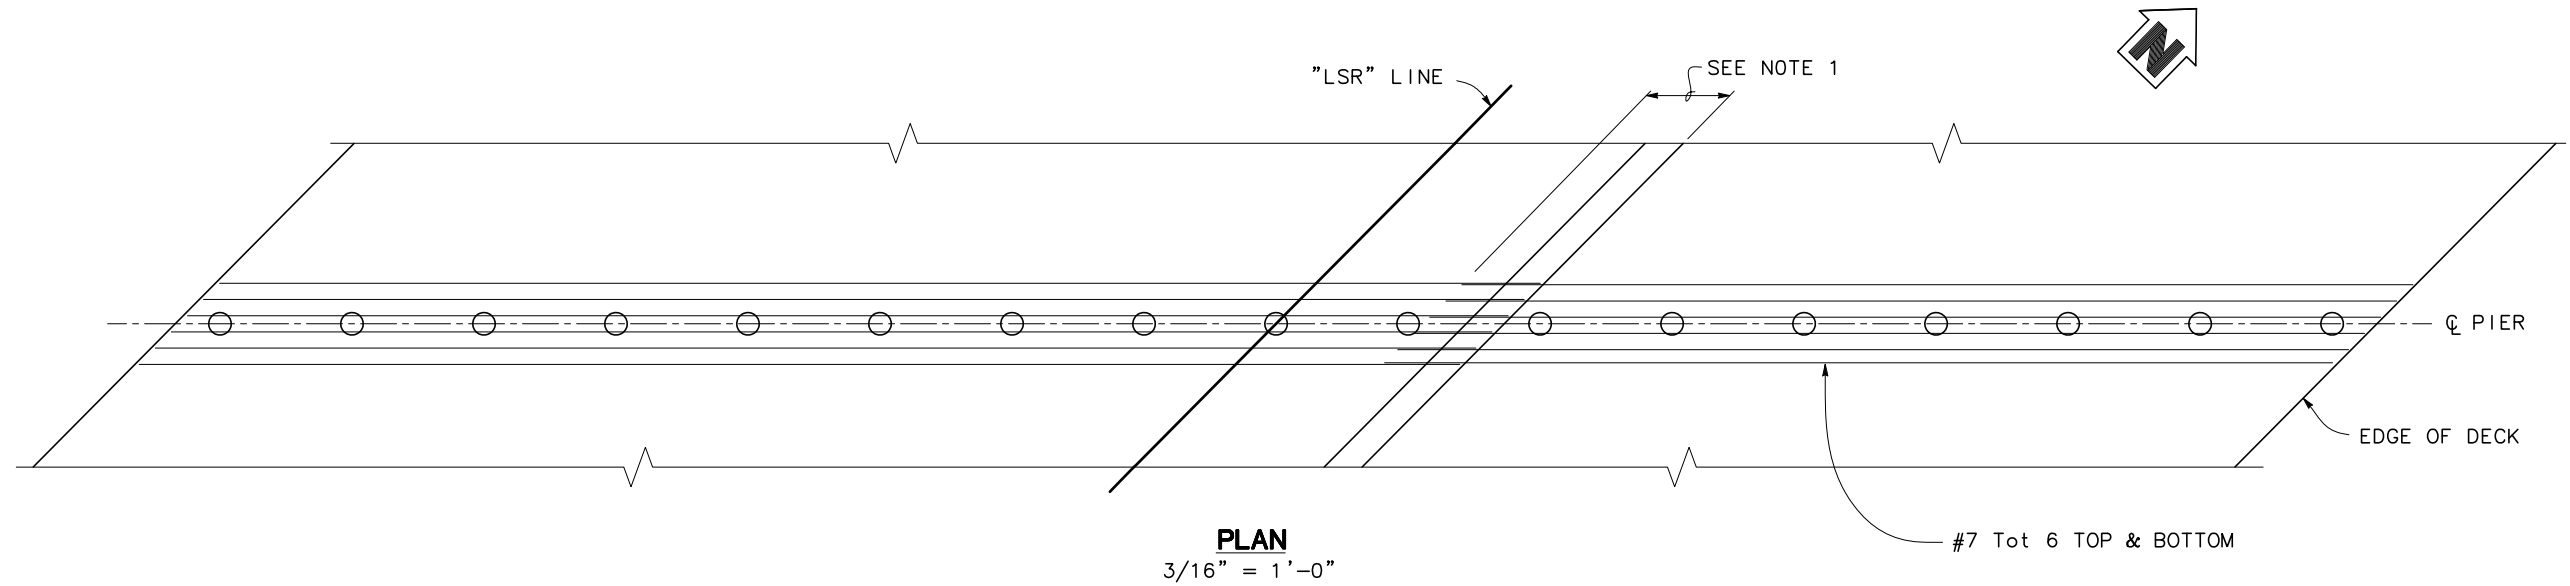 N
"LSR" LINE
SEE NOTE 1
℄ PIER
EDGE OF DECK
#7 Tot 6 TOP & BOTTOM
PLAN
3/16" = 1'-0"